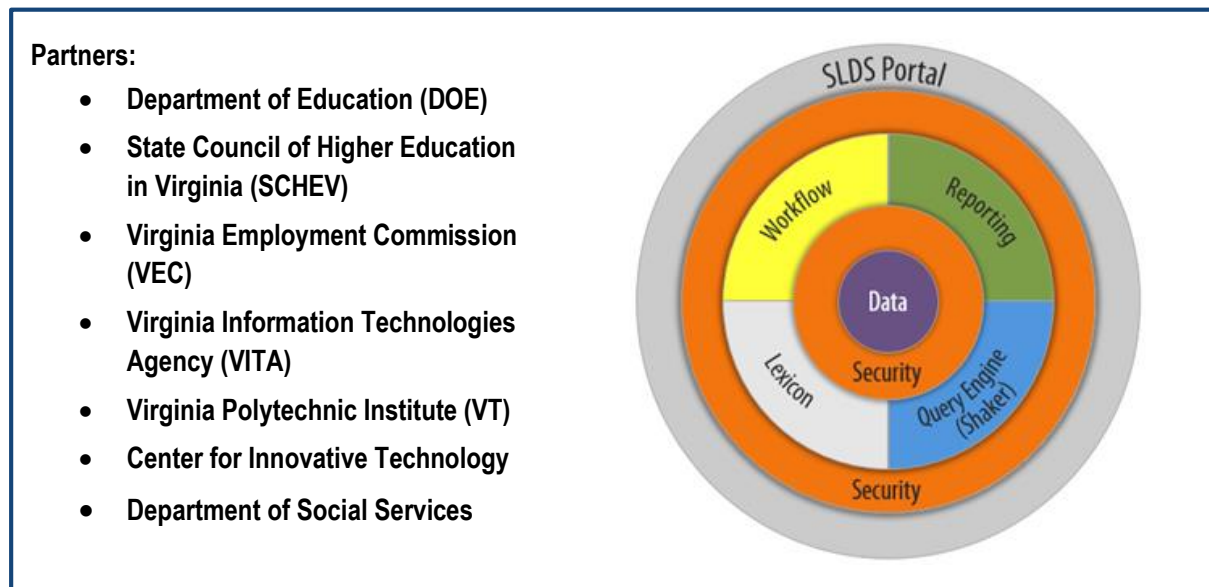 Partners:
• Department of Education (DOE)
• State Council of Higher Education
in Virginia (SCHEV)
• Virginia Employment Commission
(VEC)
• Virginia Information Technologies
Agency (VITA)
• Virginia Polytechnic Institute (VT)
• Center for Innovative Technology
• Department of Social Services
SLDS Portal
Workflow
Reporting
Data
Lexicon
Security
Query Engine
(Shaker)
Security